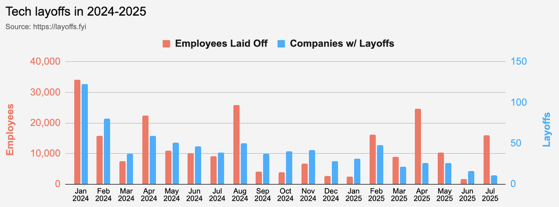 Tech layoffs in 2024-2025
Source: https://layoffs.fyi
Employees Laid Off
Companies w/ Layoffs
40,000
30,000
20,000
10,000
0
Employees
150
100
50
0
Layoffs
Jan 2024
Feb 2024
Mar 2024
Apr 2024
May 2024
Jun 2024
Jul 2024
Aug 2024
Sep 2024
Oct 2024
Nov 2024
Dec 2024
Jan 2025
Feb 2025
Mar 2025
Apr 2025
May 2025
Jun 2025
Jul 2025